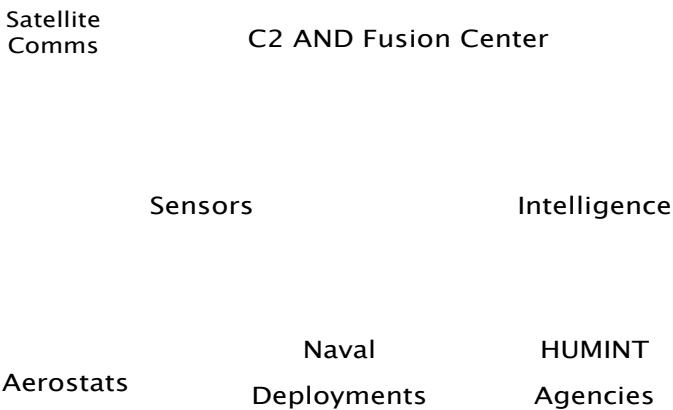 Satellite
Comms
C2 AND Fusion Center
Sensors
Intelligence
Naval
Deployments
HUMINT
Agencies
Aerostats